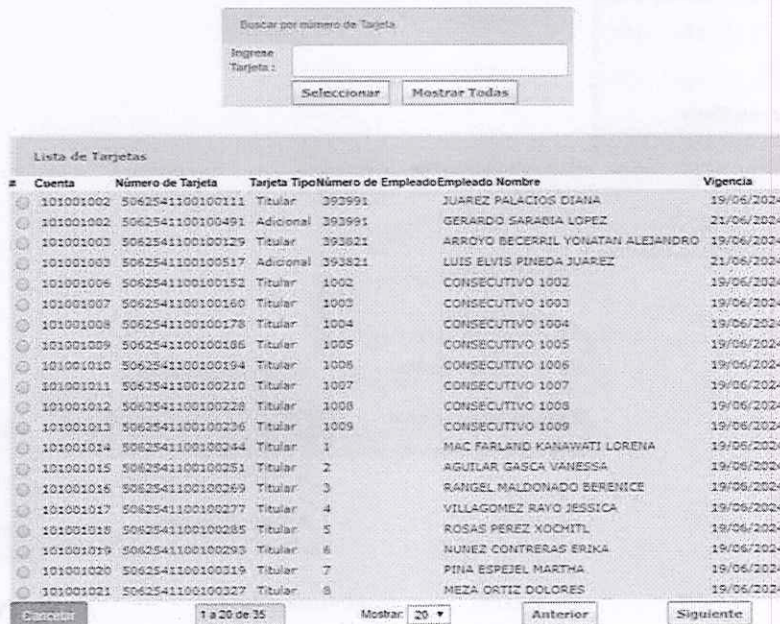 Buscar por número de Tarjeta
Ingrese
Tarjeta :
Seleccionar Mostrar Todas
Lista de Tarjetas
# Cuenta Número de Tarjeta Tarjeta Tipo Número de Empleado Empleado Nombre Vigencia
101001002 5062541100100111 Titular 393991 JUAREZ PALACIOS DIANA 19/06/2024
101001002 5062541100100491 Adicional 393991 GERARDO SARABIA LOPEZ 21/06/2024
101001003 5062541100100129 Titular 393821 ARROYO BECERRIL YONATAN ALEJANDRO 19/06/2024
101001003 5062541100100517 Adicional 393821 LUIS ELVIS PINEDA JUAREZ 21/06/2024
101001006 5062541100100152 Titular 1002 CONSECUTIVO 1002 19/06/2024
101001007 5062541100100160 Titular 1003 CONSECUTIVO 1003 19/06/2024
101001008 5062541100100178 Titular 1004 CONSECUTIVO 1004 19/06/2024
101001009 5062541100100186 Titular 1005 CONSECUTIVO 1005 19/06/2024
101001010 5062541100100194 Titular 1006 CONSECUTIVO 1006 19/06/2024
101001011 5062541100100210 Titular 1007 CONSECUTIVO 1007 19/06/2024
101001012 5062541100100228 Titular 1008 CONSECUTIVO 1008 19/06/2024
101001013 5062541100100236 Titular 1009 CONSECUTIVO 1009 19/06/2024
101001014 5062541100100244 Titular 1 MAC FARLAND KANAWATI LORENA 19/06/2024
101001015 5062541100100251 Titular 2 AGUILAR GASCA VANESSA 19/06/2024
101001016 5062541100100269 Titular 3 RANGEL MALDONADO BERENICE 19/06/2024
101001017 5062541100100277 Titular 4 VILLAGOMEZ RAYO JESSICA 19/06/2024
101001018 5062541100100285 Titular 5 ROSAS PEREZ XOCHITL 19/06/2024
101001019 5062541100100293 Titular 6 NUNEZ CONTRERAS ERIKA 19/06/2024
101001020 5062541100100319 Titular 7 PINA ESPEJEL MARTHA 19/06/2024
101001021 5062541100100327 Titular 8 MEZA ORTIZ DOLORES 19/06/2024
Cancelar 1 a 20 de 35 Mostrar: 20 Anterior Siguiente